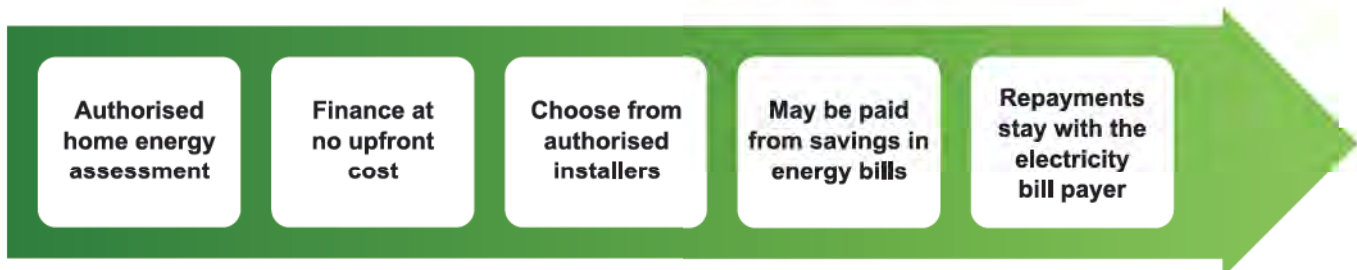 Authorised
home energy
assessment
Finance at
no upfront
cost
Choose from
authorised
installers
May be paid
from savings in
energy bills
Repayments
stay with the
electricity
bill payer